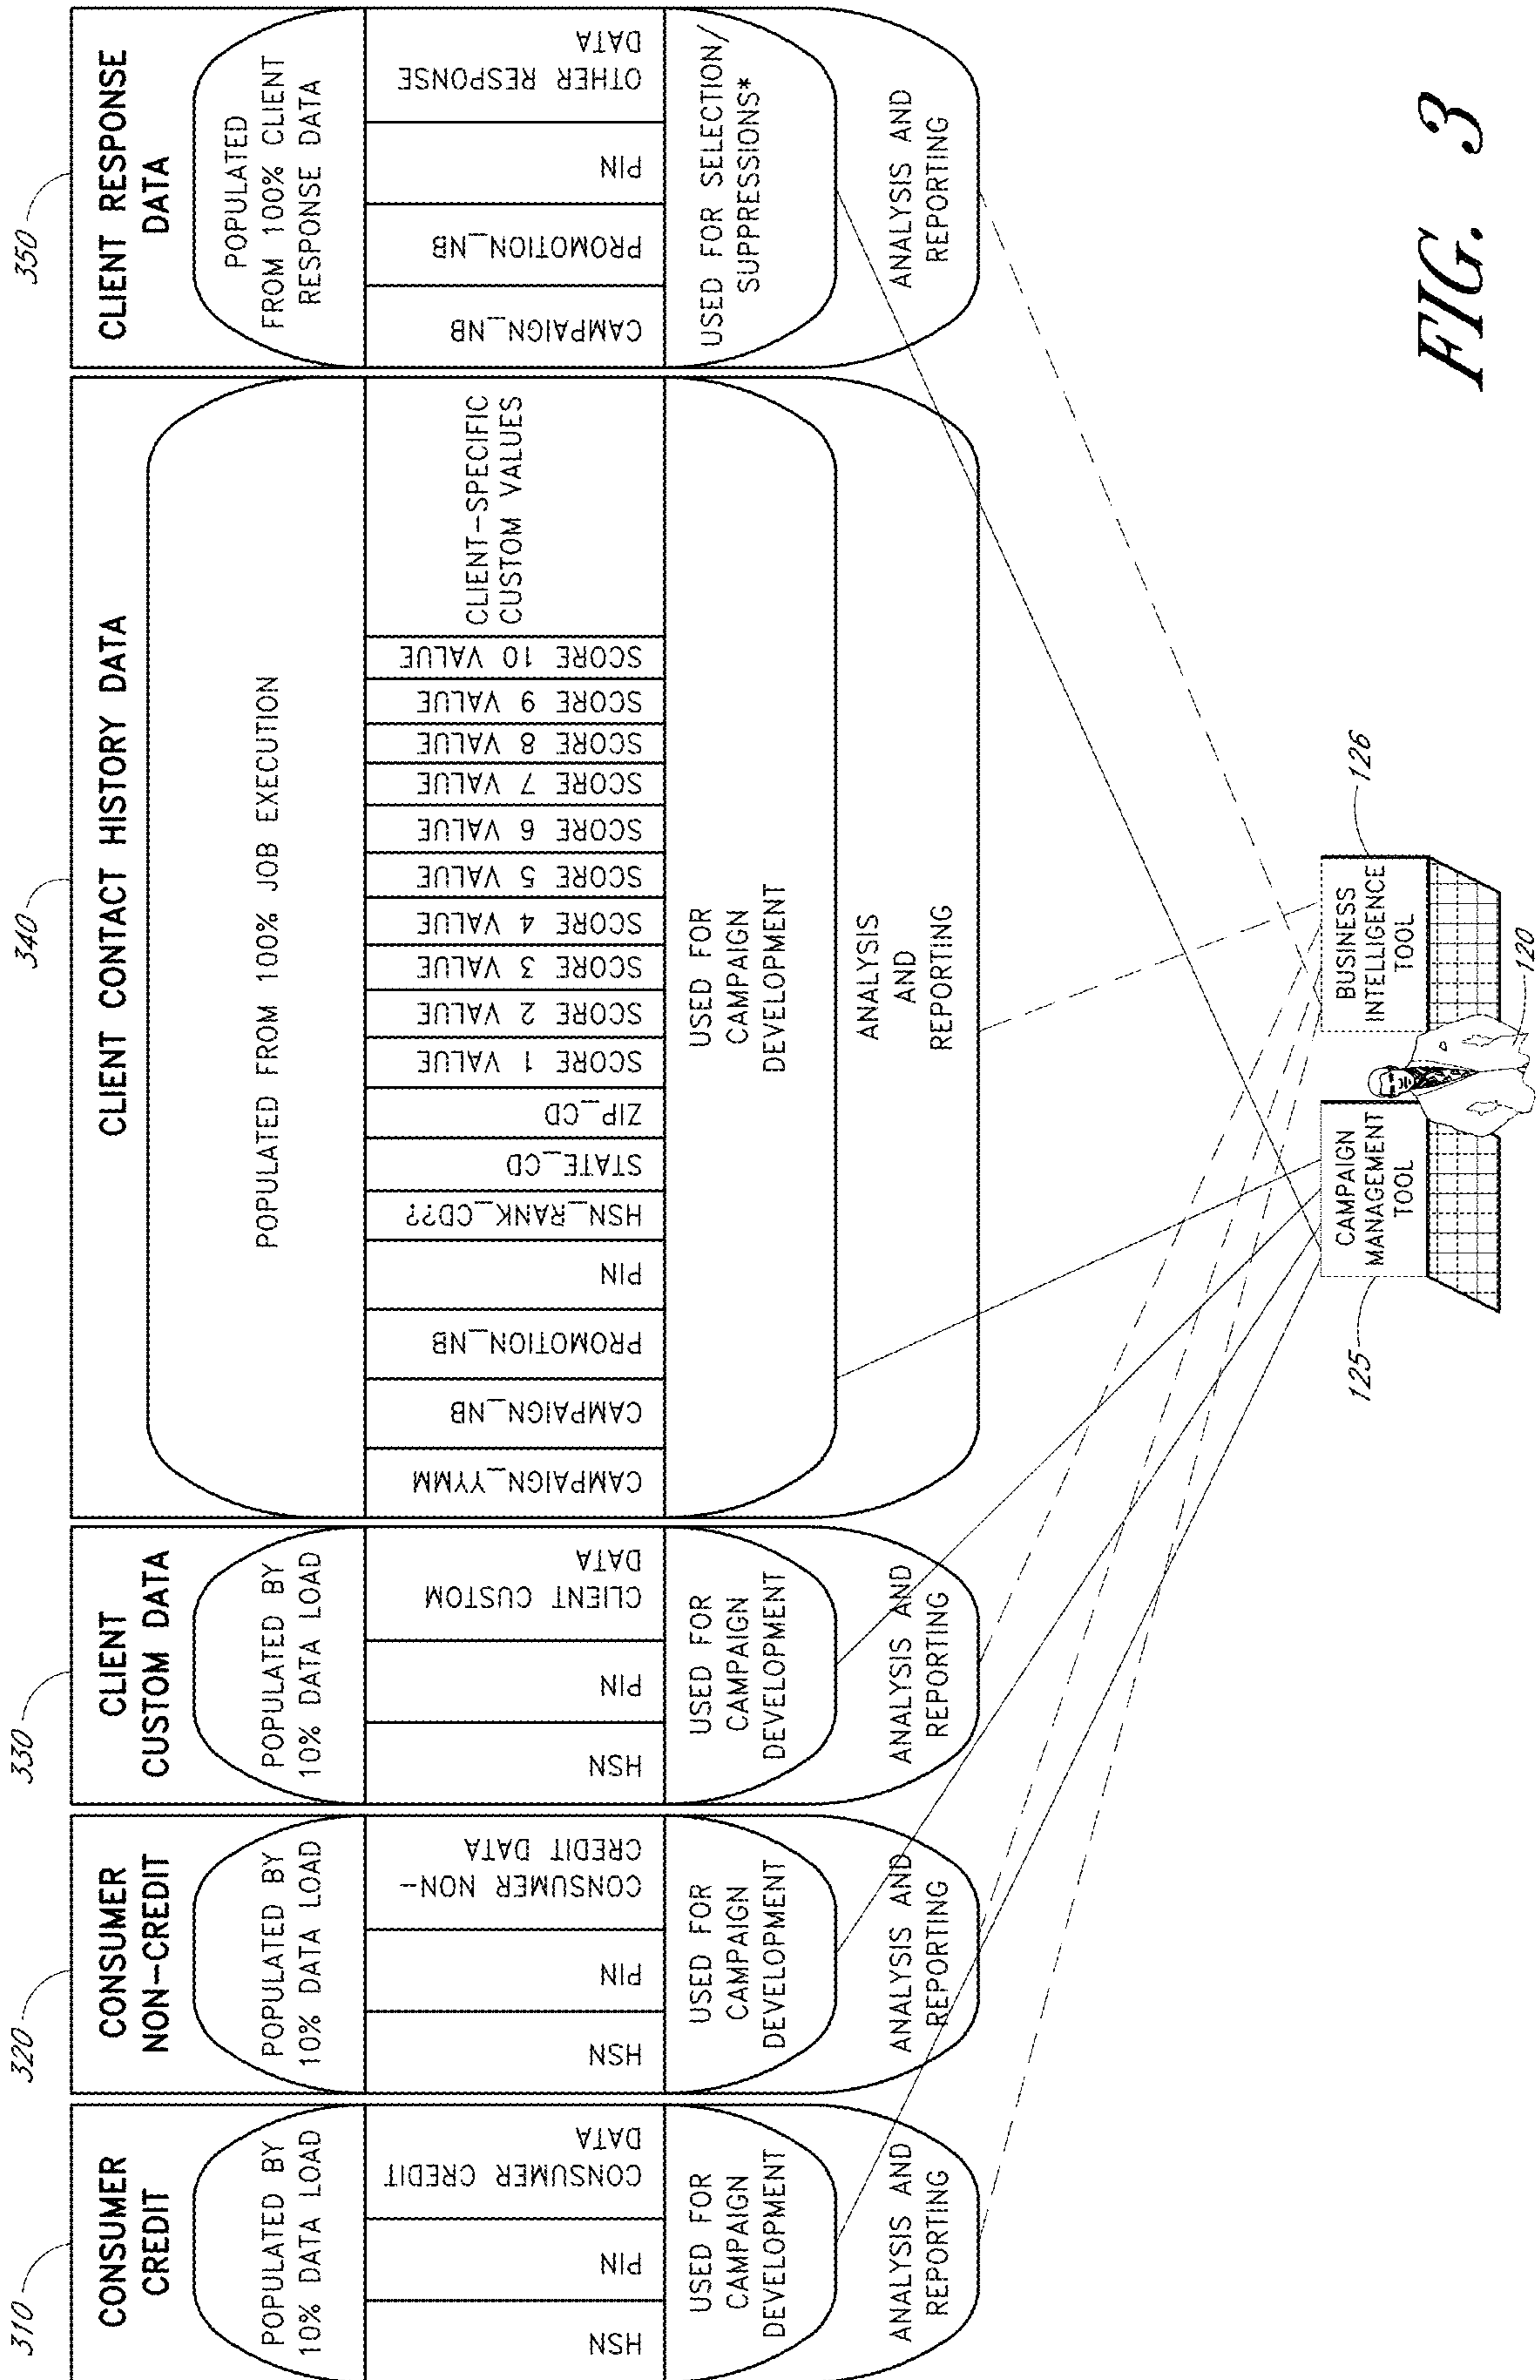 310
CONSUMER
CREDIT
POPULATED BY
10% DATA LOAD
HSN
PIN
CONSUMER CREDIT
DATA
USED FOR
CAMPAIGN
DEVELOPMENT
ANALYSIS AND
REPORTING
320
CONSUMER
NON-CREDIT
POPULATED BY
10% DATA LOAD
HSN
PIN
CONSUMER NON-
CREDIT DATA
USED FOR
CAMPAIGN
DEVELOPMENT
ANALYSIS AND
REPORTING
330
CLIENT
CUSTOM DATA
POPULATED BY
10% DATA LOAD
HSN
PIN
CLIENT CUSTOM
DATA
USED FOR
CAMPAIGN
DEVELOPMENT
ANALYSIS AND
REPORTING
340
CLIENT CONTACT HISTORY DATA
POPULATED FROM 100% JOB EXECUTION
CAMPAIGN_YYMM
CAMPAIGN_NB
PROMOTION_NB
PIN
HSN_RANK_CD??
STATE_CD
ZIP_CD
SCORE 1 VALUE
SCORE 2 VALUE
SCORE 3 VALUE
SCORE 4 VALUE
SCORE 5 VALUE
SCORE 6 VALUE
SCORE 7 VALUE
SCORE 8 VALUE
SCORE 9 VALUE
SCORE 10 VALUE
CLIENT-SPECIFIC
CUSTOM VALUES
USED FOR
CAMPAIGN
DEVELOPMENT
ANALYSIS
AND
REPORTING
350
CLIENT RESPONSE
DATA
POPULATED
FROM 100% CLIENT
RESPONSE DATA
CAMPAIGN_NB
PROMOTION_NB
PIN
OTHER RESPONSE
DATA
USED FOR SELECTION/
SUPPRESSIONS*
ANALYSIS AND
REPORTING
125
CAMPAIGN
MANAGEMENT
TOOL
BUSINESS
INTELLIGENCE
TOOL
126
120
FIG. 3